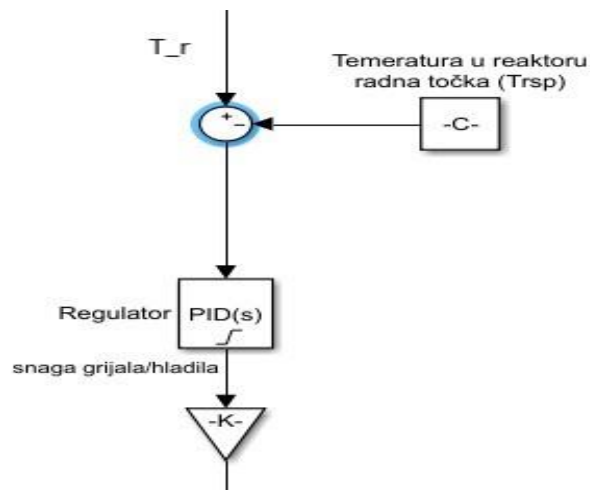 T_r
Temeratura u reaktoru
radna točka (Trsp)
+
-
-C-
Regulator
PID(s)
snaga grijala/hladila
-K-